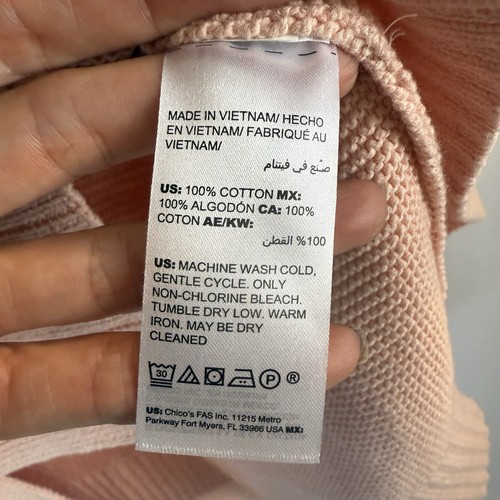 MADE IN VIETNAM/ HECHO
EN VIETNAM/ FABRIQUÉ AU
VIETNAM/
صُنع في فيتنام
US: 100% COTTON MX:
100% ALGODÓN CA: 100%
COTON AE/KW:
100% القطن
US: MACHINE WASH COLD,
GENTLE CYCLE. ONLY
NON-CHLORINE BLEACH.
TUMBLE DRY LOW. WARM
IRON. MAY BE DRY
CLEANED
30 P ®
US: Chico's FAS Inc. 11215 Metro
Parkway Fort Myers, FL 33966 USA MX: